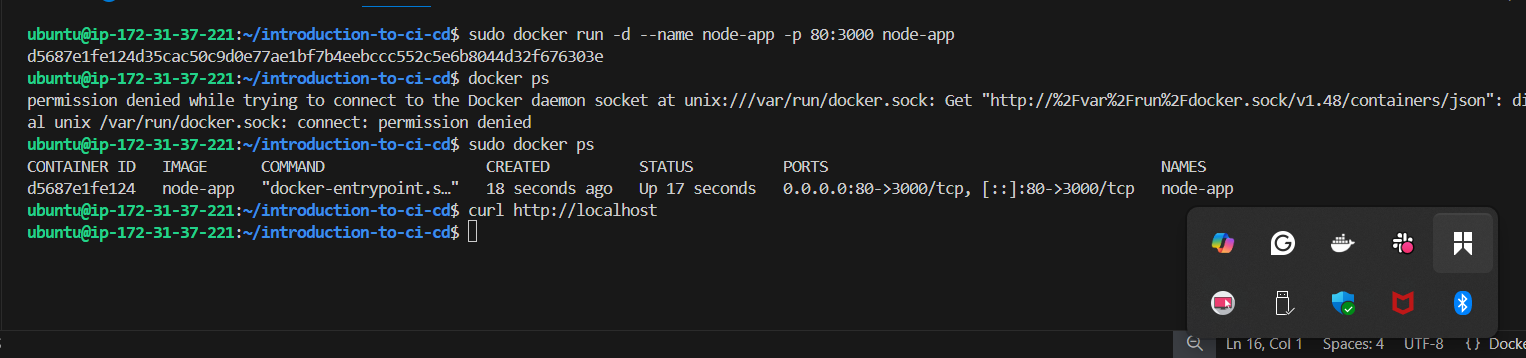 ubuntu@ip-172-31-37-221:~/introduction-to-ci-cd$ sudo docker run -d --name node-app -p 80:3000 node-app
d5687e1fe124d35cac50c9d0e77ae1bf7b4eebccc552c5e6b8044d32f676303e
ubuntu@ip-172-31-37-221:~/introduction-to-ci-cd$ docker ps
permission denied while trying to connect to the Docker daemon socket at unix:///var/run/docker.sock: Get "http://%2Fvar%2Frun%2Fdocker.sock/v1.48/containers/json": di
al unix /var/run/docker.sock: connect: permission denied
ubuntu@ip-172-31-37-221:~/introduction-to-ci-cd$ sudo docker ps
CONTAINER ID   IMAGE      COMMAND                  CREATED          STATUS          PORTS                                     NAMES
d5687e1fe124   node-app   "docker-entrypoint.s…"   18 seconds ago   Up 17 seconds   0.0.0.0:80->3000/tcp, [::]:80->3000/tcp   node-app
ubuntu@ip-172-31-37-221:~/introduction-to-ci-cd$ curl http://localhost
ubuntu@ip-172-31-37-221:~/introduction-to-ci-cd$
Ln 16, Col 1   Spaces: 4   UTF-8   {}   Docke